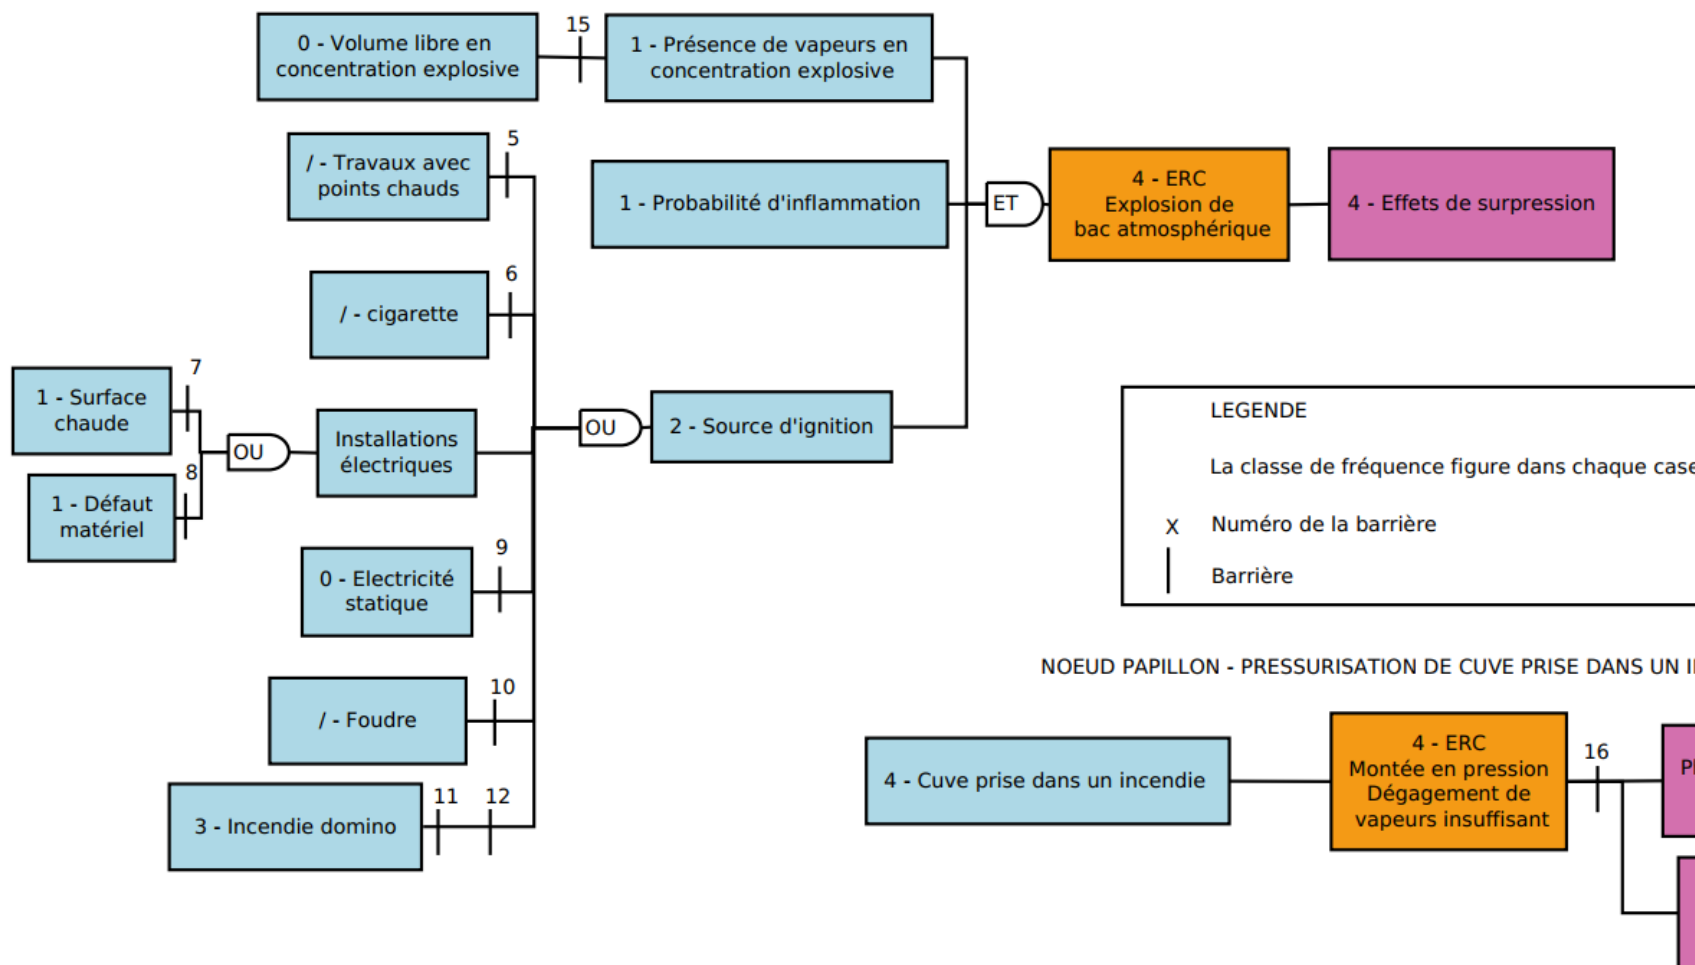 0 - Volume libre en
concentration explosive
15
1 - Présence de vapeurs en
concentration explosive
/ - Travaux avec
points chauds
5
1 - Probabilité d'inflammation
ET
4 - ERC
Explosion de
bac atmosphérique
4 - Effets de surpression
/ - cigarette
6
1 - Surface
chaude
7
OU
Installations
électriques
OU
2 - Source d'ignition
1 - Défaut
matériel
8
0 - Electricité
statique
9
/ - Foudre
10
3 - Incendie domino
11
12
LEGENDE
La classe de fréquence figure dans chaque case
X
Numéro de la barrière
Barrière
NOEUD PAPILLON - PRESSURISATION DE CUVE PRISE DANS UN
4 - Cuve prise dans un incendie
4 - ERC
Montée en pression
Dégagement de
vapeurs insuffisant
16